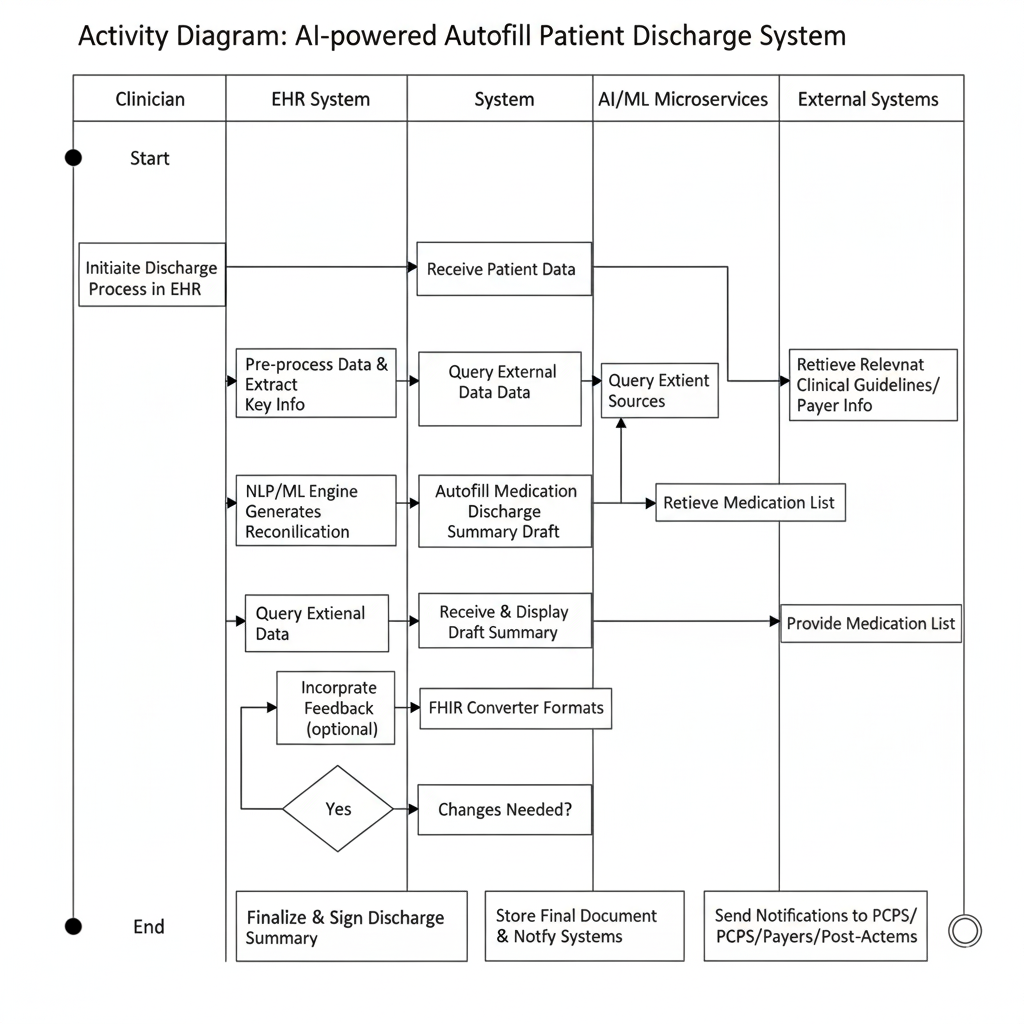 Activity Diagram: AI-powered Autofill Patient Discharge System
Clinician
EHR System
System
AI/ML Microservices
External Systems
Start
Initiaite Discharge
Process in EHR
Receive Patient Data
Pre-process Data &
Extract
Key Info
Query External
Data Data
Query Extient
Sources
Rettieve Relevnat
Clinical Guidelines/
Payer Info
NLP/ML Engine
Generates
Reconilication
Autofill Medication
Discharge
Summary Draft
Retieve Medication List
Query Extienal
Data
Receive & Display
Draft Summary
Provide Medication List
Incorprate
Feedback
(optional)
FHIR Converter Formats
Yes
Changes Needed?
End
Finalize & Sign Discharge
Summary
Store Final Document
& Notfy Systems
Send Notifications to PCPS/
PCPS/Payers/Post-Actems